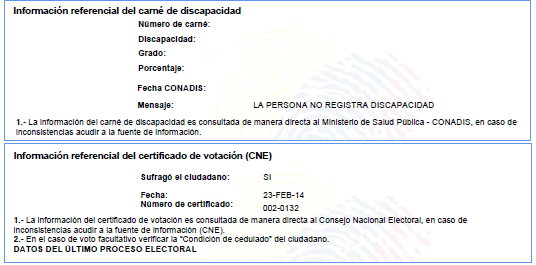 Información referencial del carné de discapacidad
Número de carné:
Discapacidad:
Grado:
Porcentaje:
Fecha CONADIS:
Mensaje: LA PERSONA NO REGISTRA DISCAPACIDAD
1.- La información del carné de discapacidad es consultada de manera directa al Ministerio de Salud Pública - CONADIS, en caso de
inconsistencias acudir a la fuente de información.
Información referencial del certificado de votación (CNE)
Sufragó el ciudadano: SI
Fecha: 23-FEB-14
Número de certificado: 002-0132
1.- La información del certificado de votación es consultada de manera directa al Consejo Nacional Electoral, en caso de
inconsistencias acudir a la fuente de información (CNE).
2.- En el caso de voto facultativo verificar la "Condición de cedulado" del ciudadano.
DATOS DEL ÚLTIMO PROCESO ELECTORAL